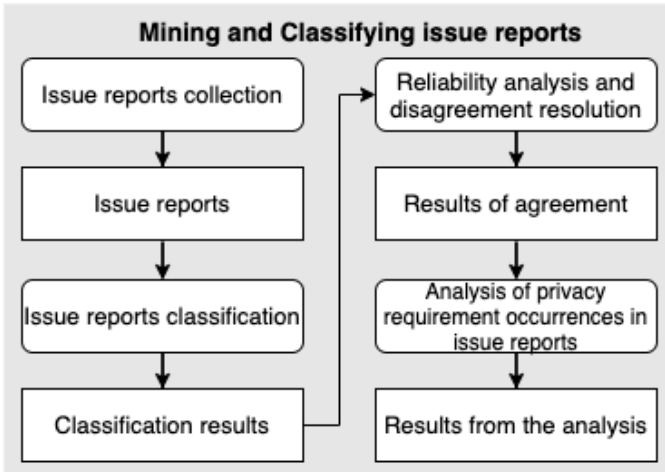 Mining and Classifying issue reports
Issue reports collection
Issue reports
Issue reports classification
Classification results
Reliability analysis and
disagreement resolution
Results of agreement
Analysis of privacy
requirement occurrences in
issue reports
Results from the analysis